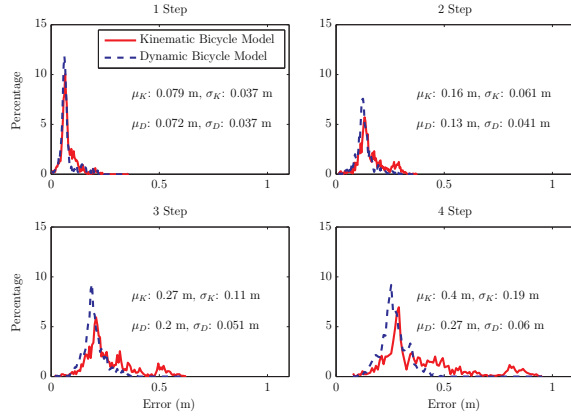 1 Step
15
10
5
0
0
0.5
1
Percentage
Kinematic Bicycle Model
Dynamic Bicycle Model
μK: 0.079 m, σK: 0.037 m
μD: 0.072 m, σD: 0.037 m
2 Step
15
10
5
0
0
0.5
1
μK: 0.16 m, σK: 0.061 m
μD: 0.13 m, σD: 0.041 m
3 Step
15
10
5
0
0
0.5
1
Percentage
Error (m)
μK: 0.27 m, σK: 0.11 m
μD: 0.2 m, σD: 0.051 m
4 Step
15
10
5
0
0
0.5
1
Error (m)
μK: 0.4 m, σK: 0.19 m
μD: 0.27 m, σD: 0.06 m